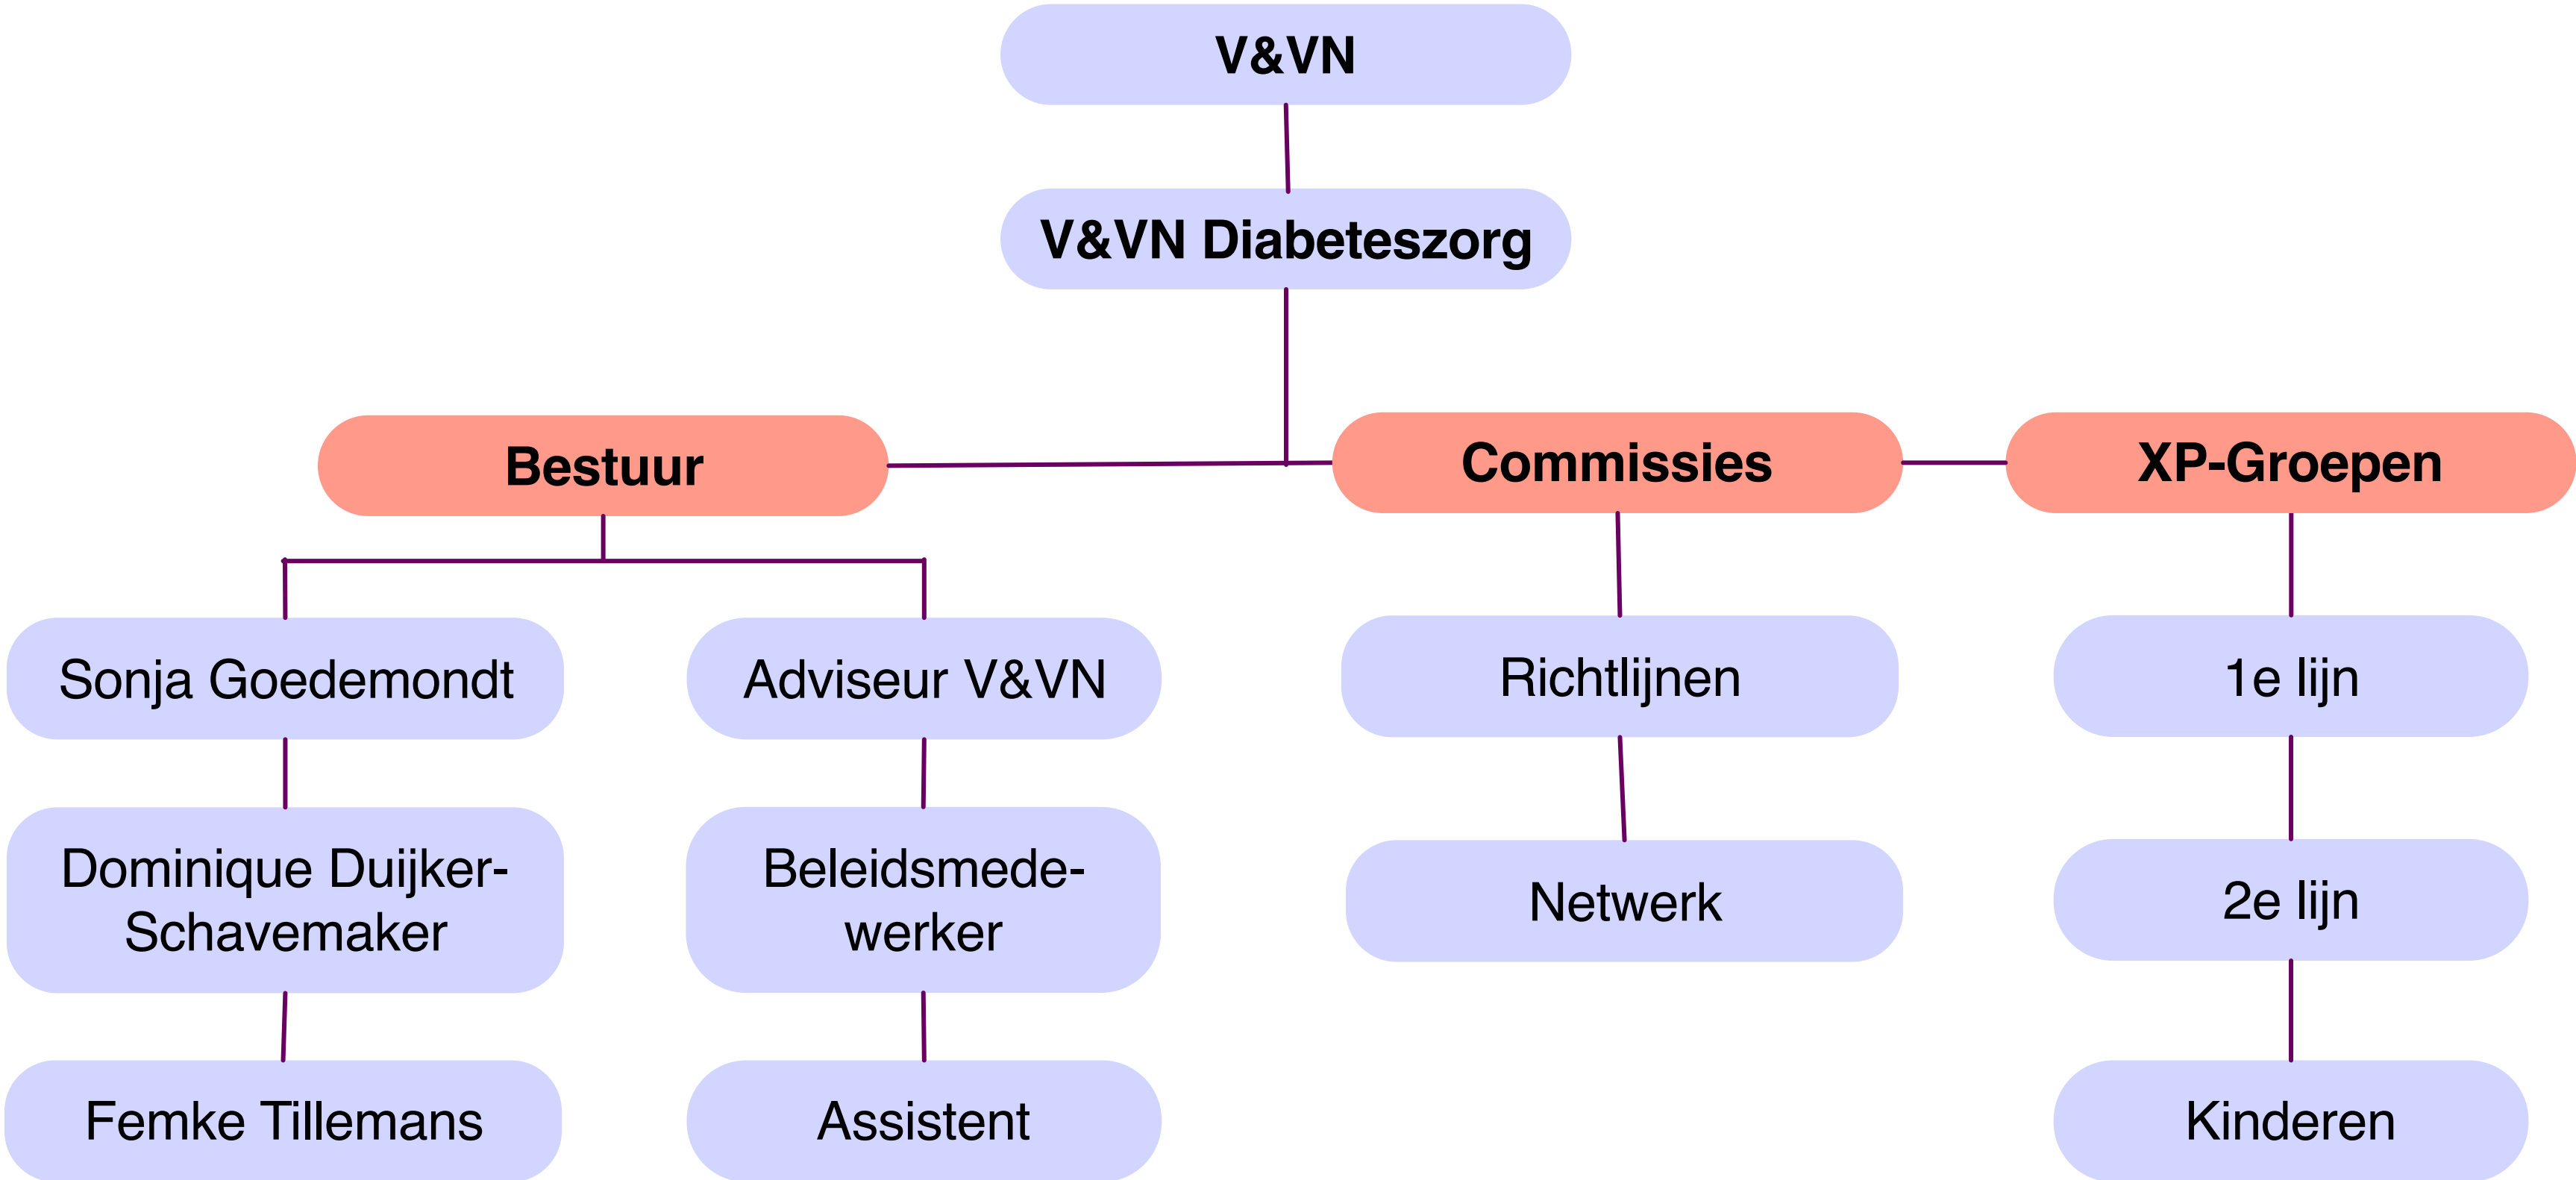 V&VN
V&VN Diabeteszorg
Bestuur
Commissies
XP-Groepen
Sonja Goedemondt
Adviseur V&VN
Richtlijnen
1e lijn
Dominique Duijker-
Schavemaker
Beleidsmede-
werker
Netwerk
2e lijn
Femke Tillemans
Assistent
Kinderen